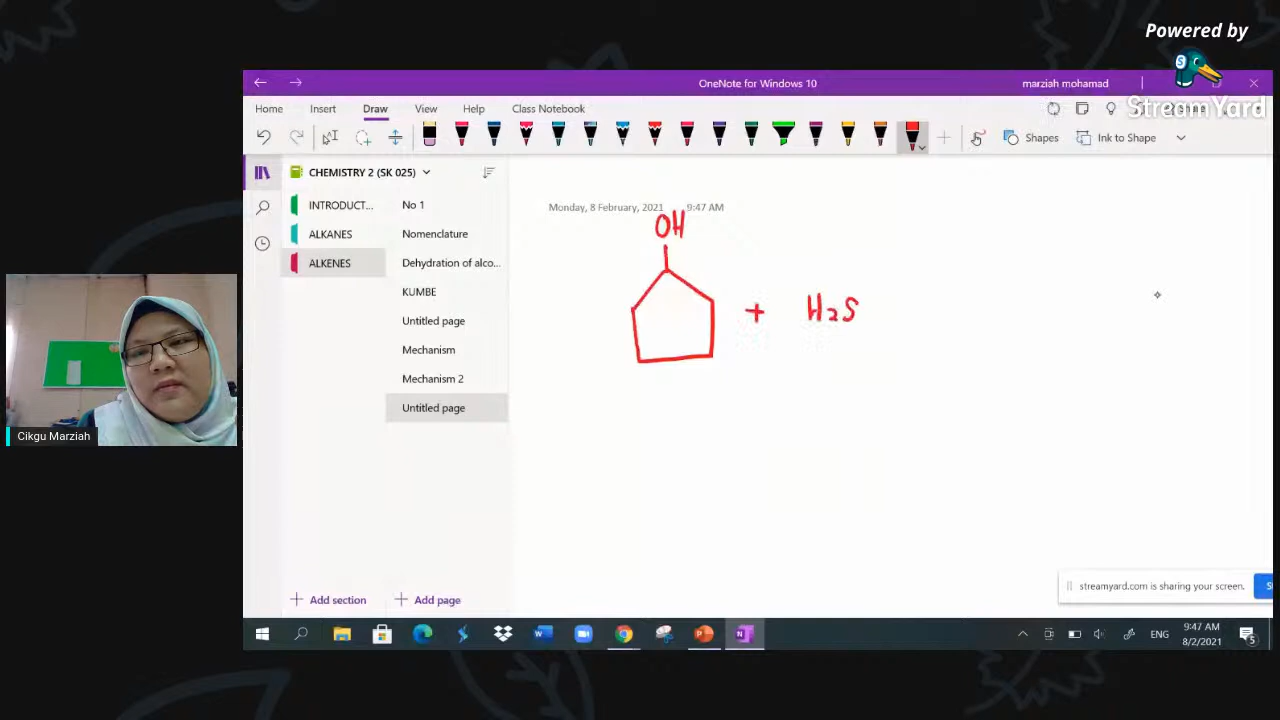 Powered by
StreamYard
OneNote for Windows 10
marziah mohamad
Home Insert Draw View Help Class Notebook
Shapes
Ink to Shape
CHEMISTRY 2 (SK 025)
INTRODUCT...
ALKANES
ALKENES
No 1
Nomenclature
Dehydration of alco...
KUMBE
Untitled page
Mechanism
Mechanism 2
Untitled page
Add section
Add page
Monday, 8 February, 2021 9:47 AM
OH
+ H2S
Cikgu Marziah
streamyard.com is sharing your screen.
ENG
9:47 AM
8/2/2021
5